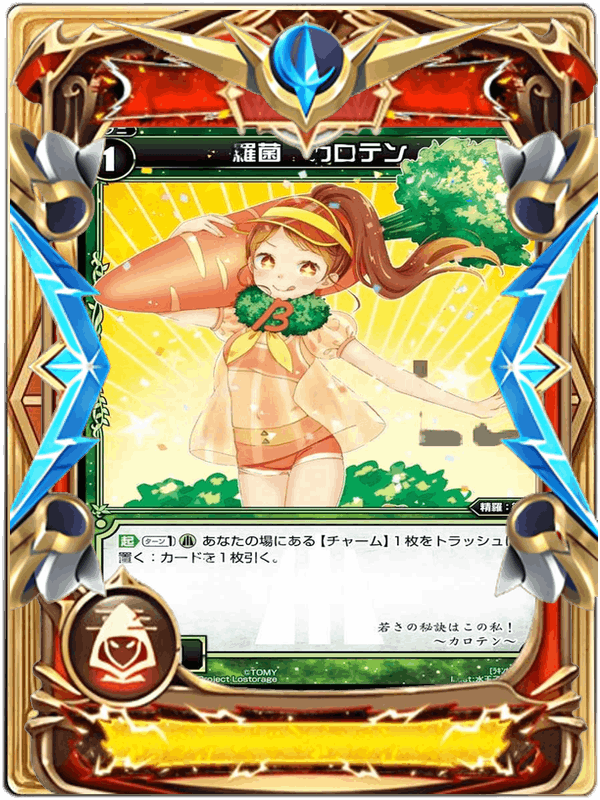 1
羅菌 カロテン
β
精羅：
起 ターン1 あなたの場にある【チャーム】1枚をトラッシュに
置く：カードを1枚引く。
若さの秘訣はこの私！
～カロテン～
©TOMY
Project Lostorage